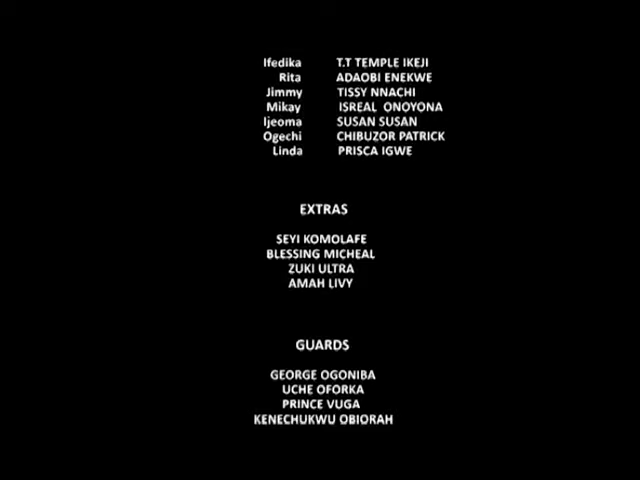 Ifedika T.T TEMPLE IKEJI
Rita ADAOBI ENEKWE
Jimmy TISSY NNACHI
Mikay ISREAL ONOYONA
Ijeoma SUSAN SUSAN
Ogechi CHIBUZOR PATRICK
Linda PRISCA IGWE
EXTRAS
SEYI KOMOLAFE
BLESSING MICHEAL
ZUKI ULTRA
AMAH LIVY
GUARDS
GEORGE OGONIBA
UCHE OFORKA
PRINCE VUGA
KENECHUKWU OBIORAH